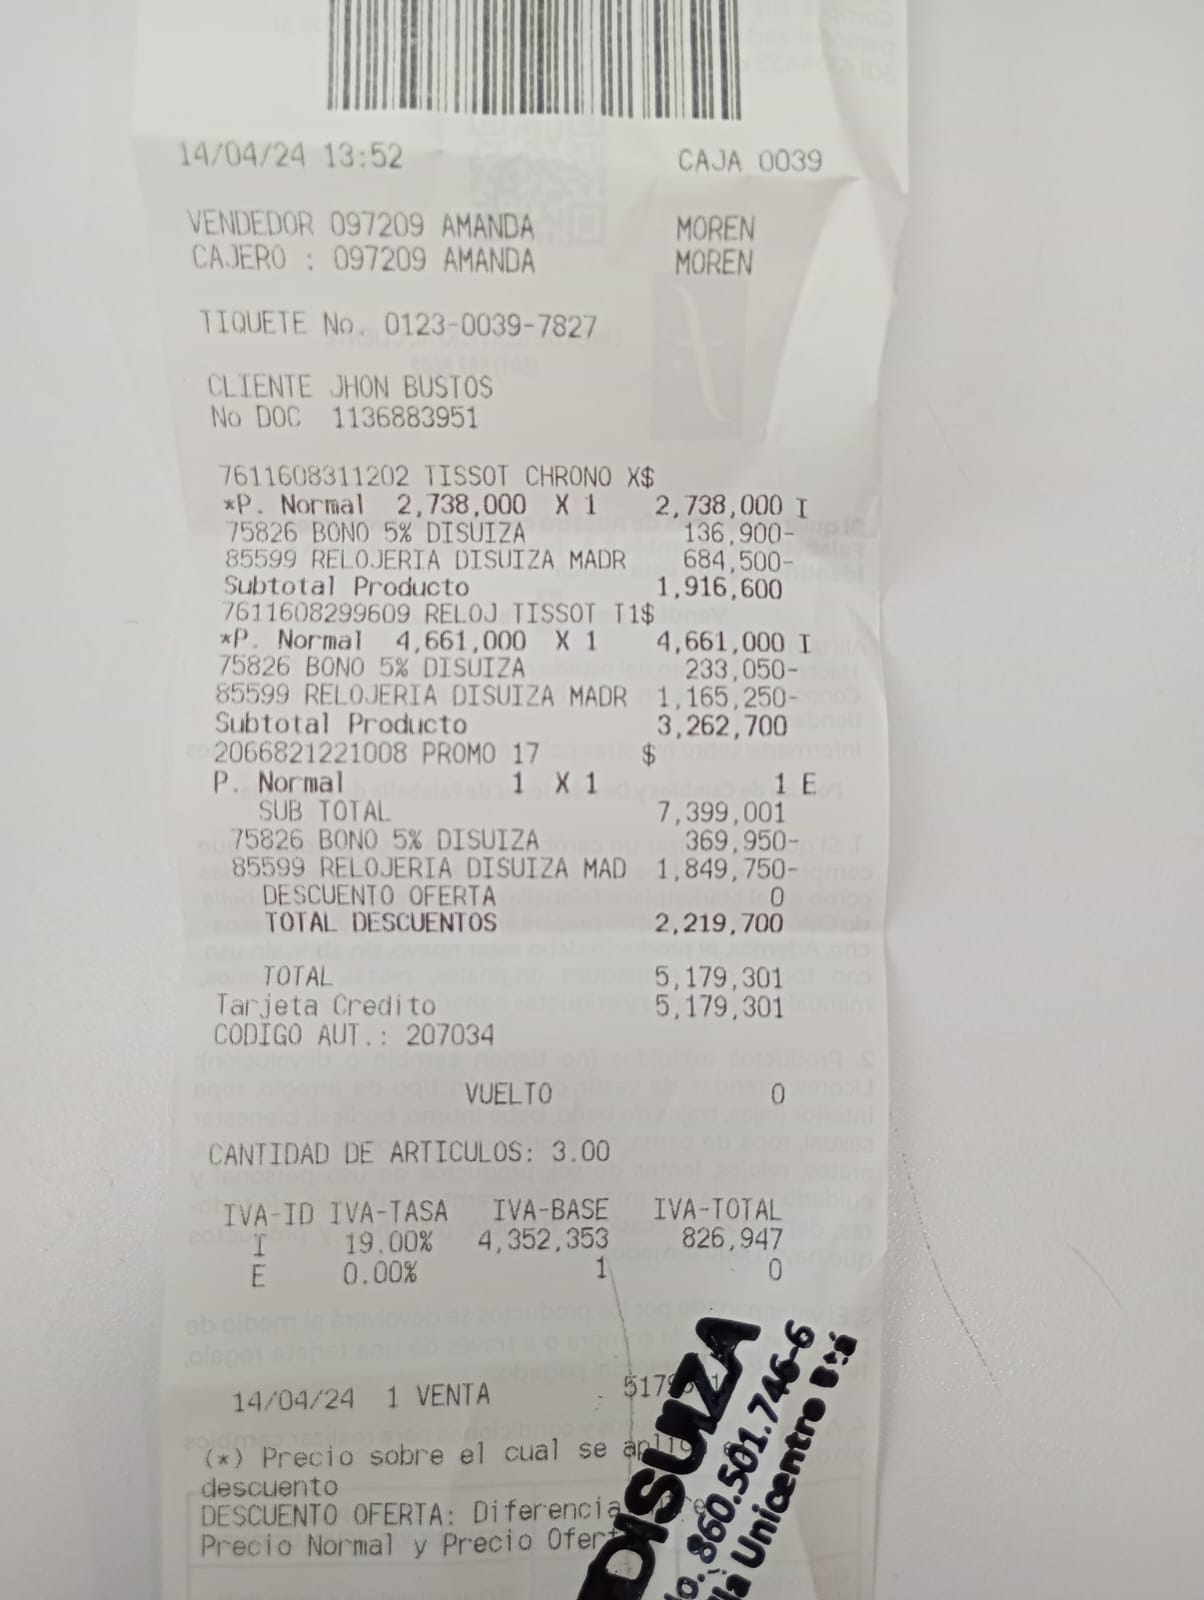 14/04/24 13:52 CAJA 0039
VENDEDOR 097209 AMANDA MOREN
CAJERO : 097209 AMANDA MOREN
TIQUETE No. 0123-0039-7827
CLIENTE JHON BUSTOS
No DOC 1136883951
7611608311202 TISSOT CHRONO X$
*P. Normal 2,738,000 X 1 2,738,000 I
75826 BONO 5% DISUIZA 136,900-
85599 RELOJERIA DISUIZA MADR 684,500-
Subtotal Producto 1,916,600
7611608299609 RELOJ TISSOT T1$
*P. Normal 4,661,000 X 1 4,661,000 I
75826 BONO 5% DISUIZA 233,050-
85599 RELOJERIA DISUIZA MADR 1,165,250-
Subtotal Producto 3,262,700
2066821221008 PROMO 17 $
P. Normal 1 X 1 1 E
SUB TOTAL 7,399,001
75826 BONO 5% DISUIZA 369,950-
85599 RELOJERIA DISUIZA MAD 1,849,750-
DESCUENTO OFERTA 0
TOTAL DESCUENTOS 2,219,700
TOTAL 5,179,301
Tarjeta Credito 5,179,301
CODIGO AUT.: 207034
VUELTO 0
CANTIDAD DE ARTICULOS: 3.00
IVA-ID IVA-TASA IVA-BASE IVA-TOTAL
I 19.00% 4,352,353 826,947
E 0.00% 1 0
14/04/24 1 VENTA
(*) Precio sobre el cual se
descuento
DESCUENTO OFERTA: Diferencia
Precio Normal y Precio
DISUIZA
860.501.746-6
Unicentro Btá